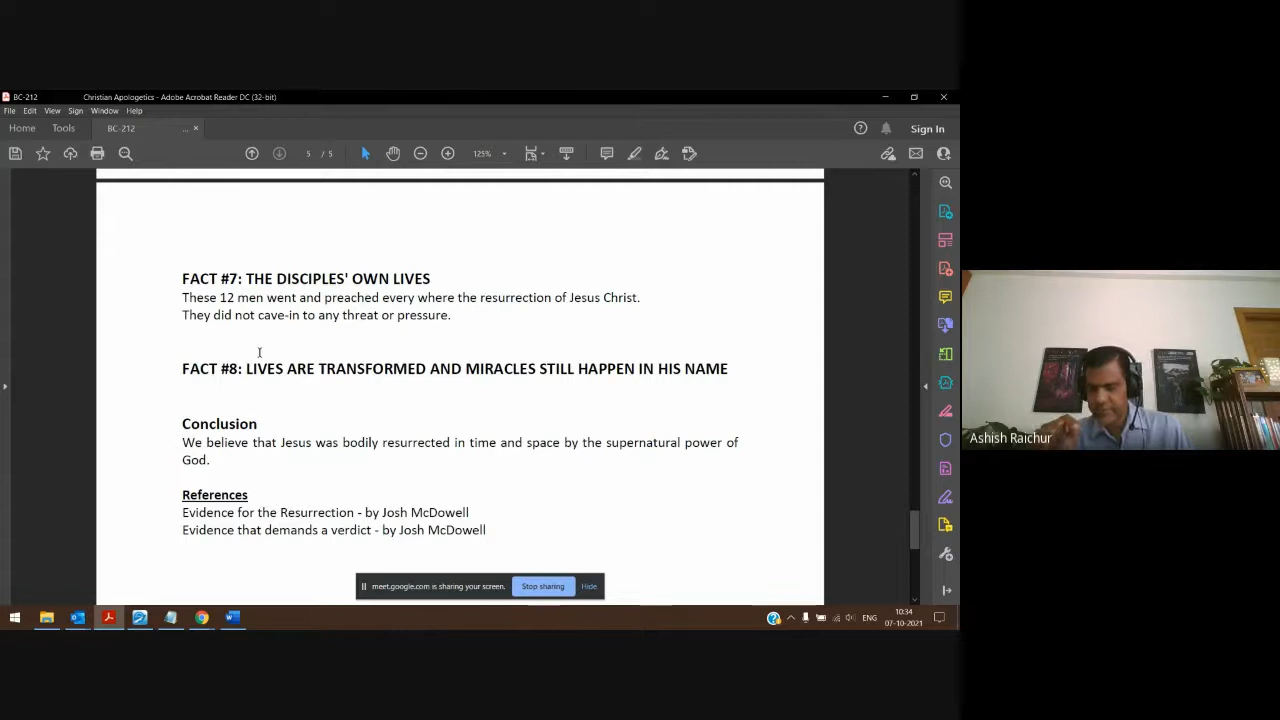 BC-212 Christian Apologetics - Adobe Acrobat Reader DC (32-bit)
File Edit View Sign Window Help
Home Tools BC-212 ... × Sign In
5 / 5 125%
FACT #7: THE DISCIPLES' OWN LIVES
These 12 men went and preached every where the resurrection of Jesus Christ.
They did not cave-in to any threat or pressure.
FACT #8: LIVES ARE TRANSFORMED AND MIRACLES STILL HAPPEN IN HIS NAME
Conclusion
We believe that Jesus was bodily resurrected in time and space by the supernatural power of
God.
References
Evidence for the Resurrection - by Josh McDowell
Evidence that demands a verdict - by Josh McDowell
meet.google.com is sharing your screen. Stop sharing Hide
ENG 10:34
07-10-2021
Ashish Raichur